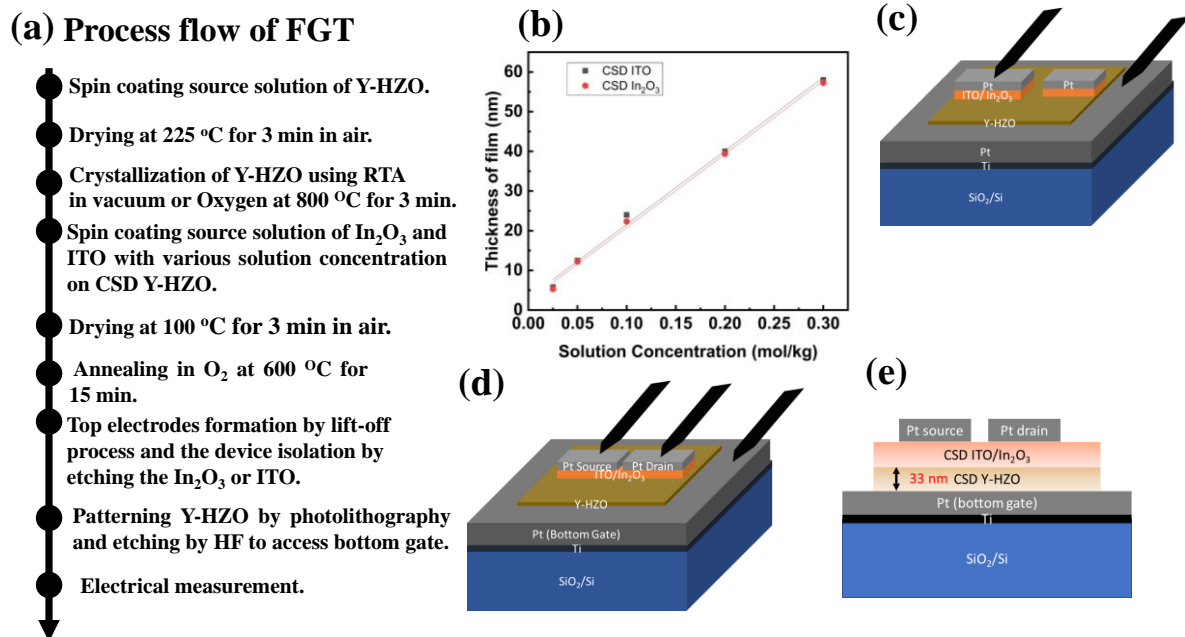 (a) Process flow of FGT
Spin coating source solution of Y-HZO.
Drying at 225 °C for 3 min in air.
Crystallization of Y-HZO using RTA
in vacuum or Oxygen at 800 ᴼC for 3 min.
Spin coating source solution of In₂O₃ and
ITO with various solution concentration
on CSD Y-HZO.
Drying at 100 °C for 3 min in air.
Annealing in O₂ at 600 ᴼC for
15 min.
Top electrodes formation by lift-off
process and the device isolation by
etching the In₂O₃ or ITO.
Patterning Y-HZO by photolithography
and etching by HF to access bottom gate.
Electrical measurement.
(b)
CSD ITO
CSD In₂O₃
Thickness of film (nm)
60
50
40
30
20
10
0
0.00 0.05 0.10 0.15 0.20 0.25 0.30
Solution Concentration (mol/kg)
(c)
Pt
Pt
ITO/In₂O₃
Y-HZO
Pt
Ti
SiO₂/Si
(d)
Pt Source
Pt Drain
ITO/In₂O₃
Y-HZO
Pt (Bottom Gate)
Ti
SiO₂/Si
(e)
Pt source
Pt drain
CSD ITO/In₂O₃
33 nm CSD Y-HZO
Pt (bottom gate)
Ti
SiO₂/Si